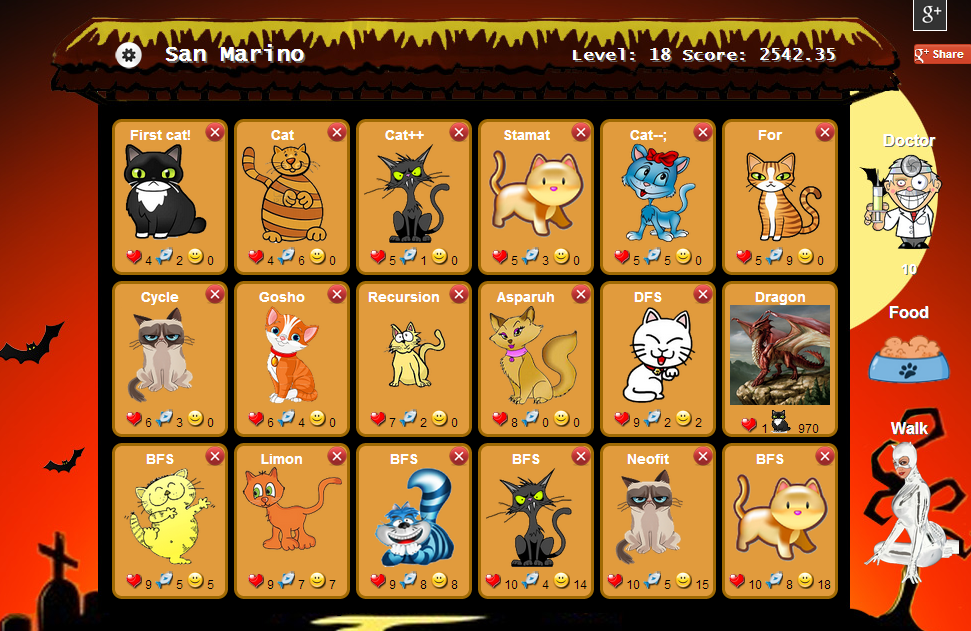 g+
San Marino
Level: 18 Score: 2542.35
g+ Share
First cat!
Cat
Cat++
Stamat
Cat--;
For
4 2 0
4 6 0
5 1 0
5 3 0
5 5 0
5 9 0
Doctor
10
Cycle
Gosho
Recursion
Asparuh
DFS
Dragon
6 3 0
6 4 0
7 2 0
8 0 0
9 2 2
1 970
Food
BFS
Limon
BFS
BFS
Neofit
BFS
9 5 5
9 7 7
9 8 8
10 4 14
10 5 15
10 8 18
Walk